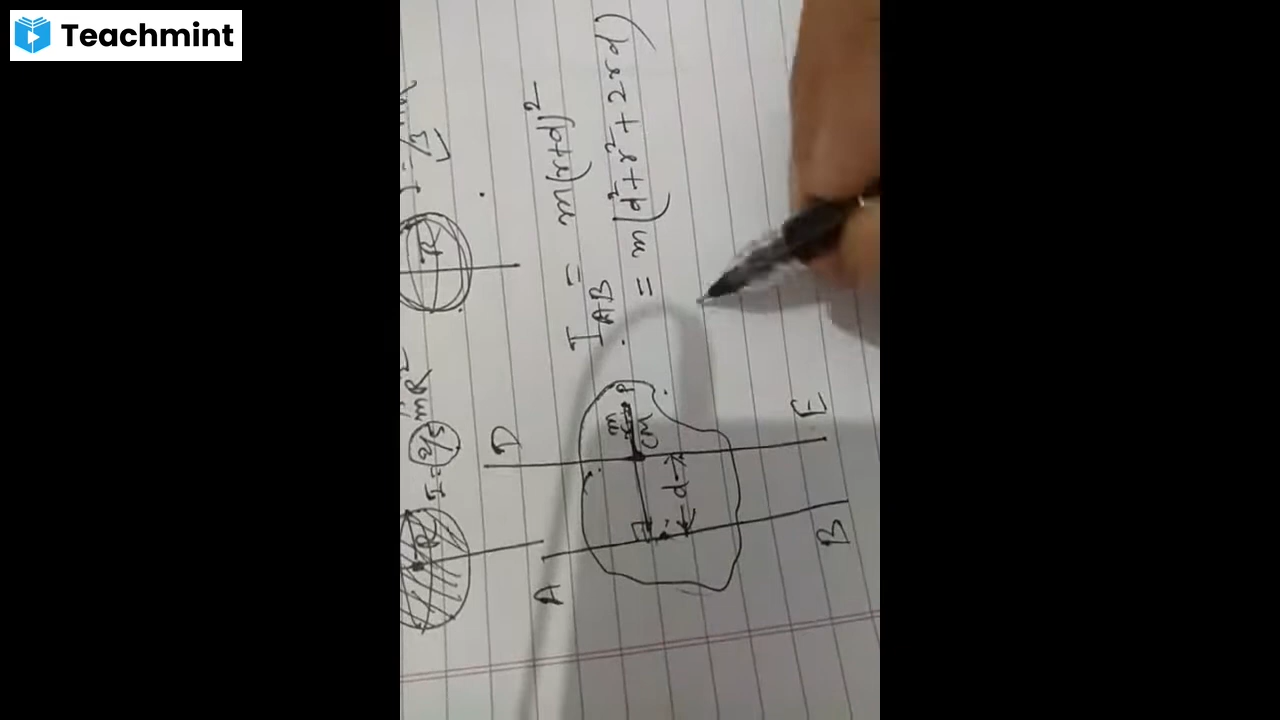 Teachmint
I = 2/5 mR²
R
R
D
A
I_AB = m(r+d)²
= m(d²+r²+2rd)
m
P
CM
←d→
E
B